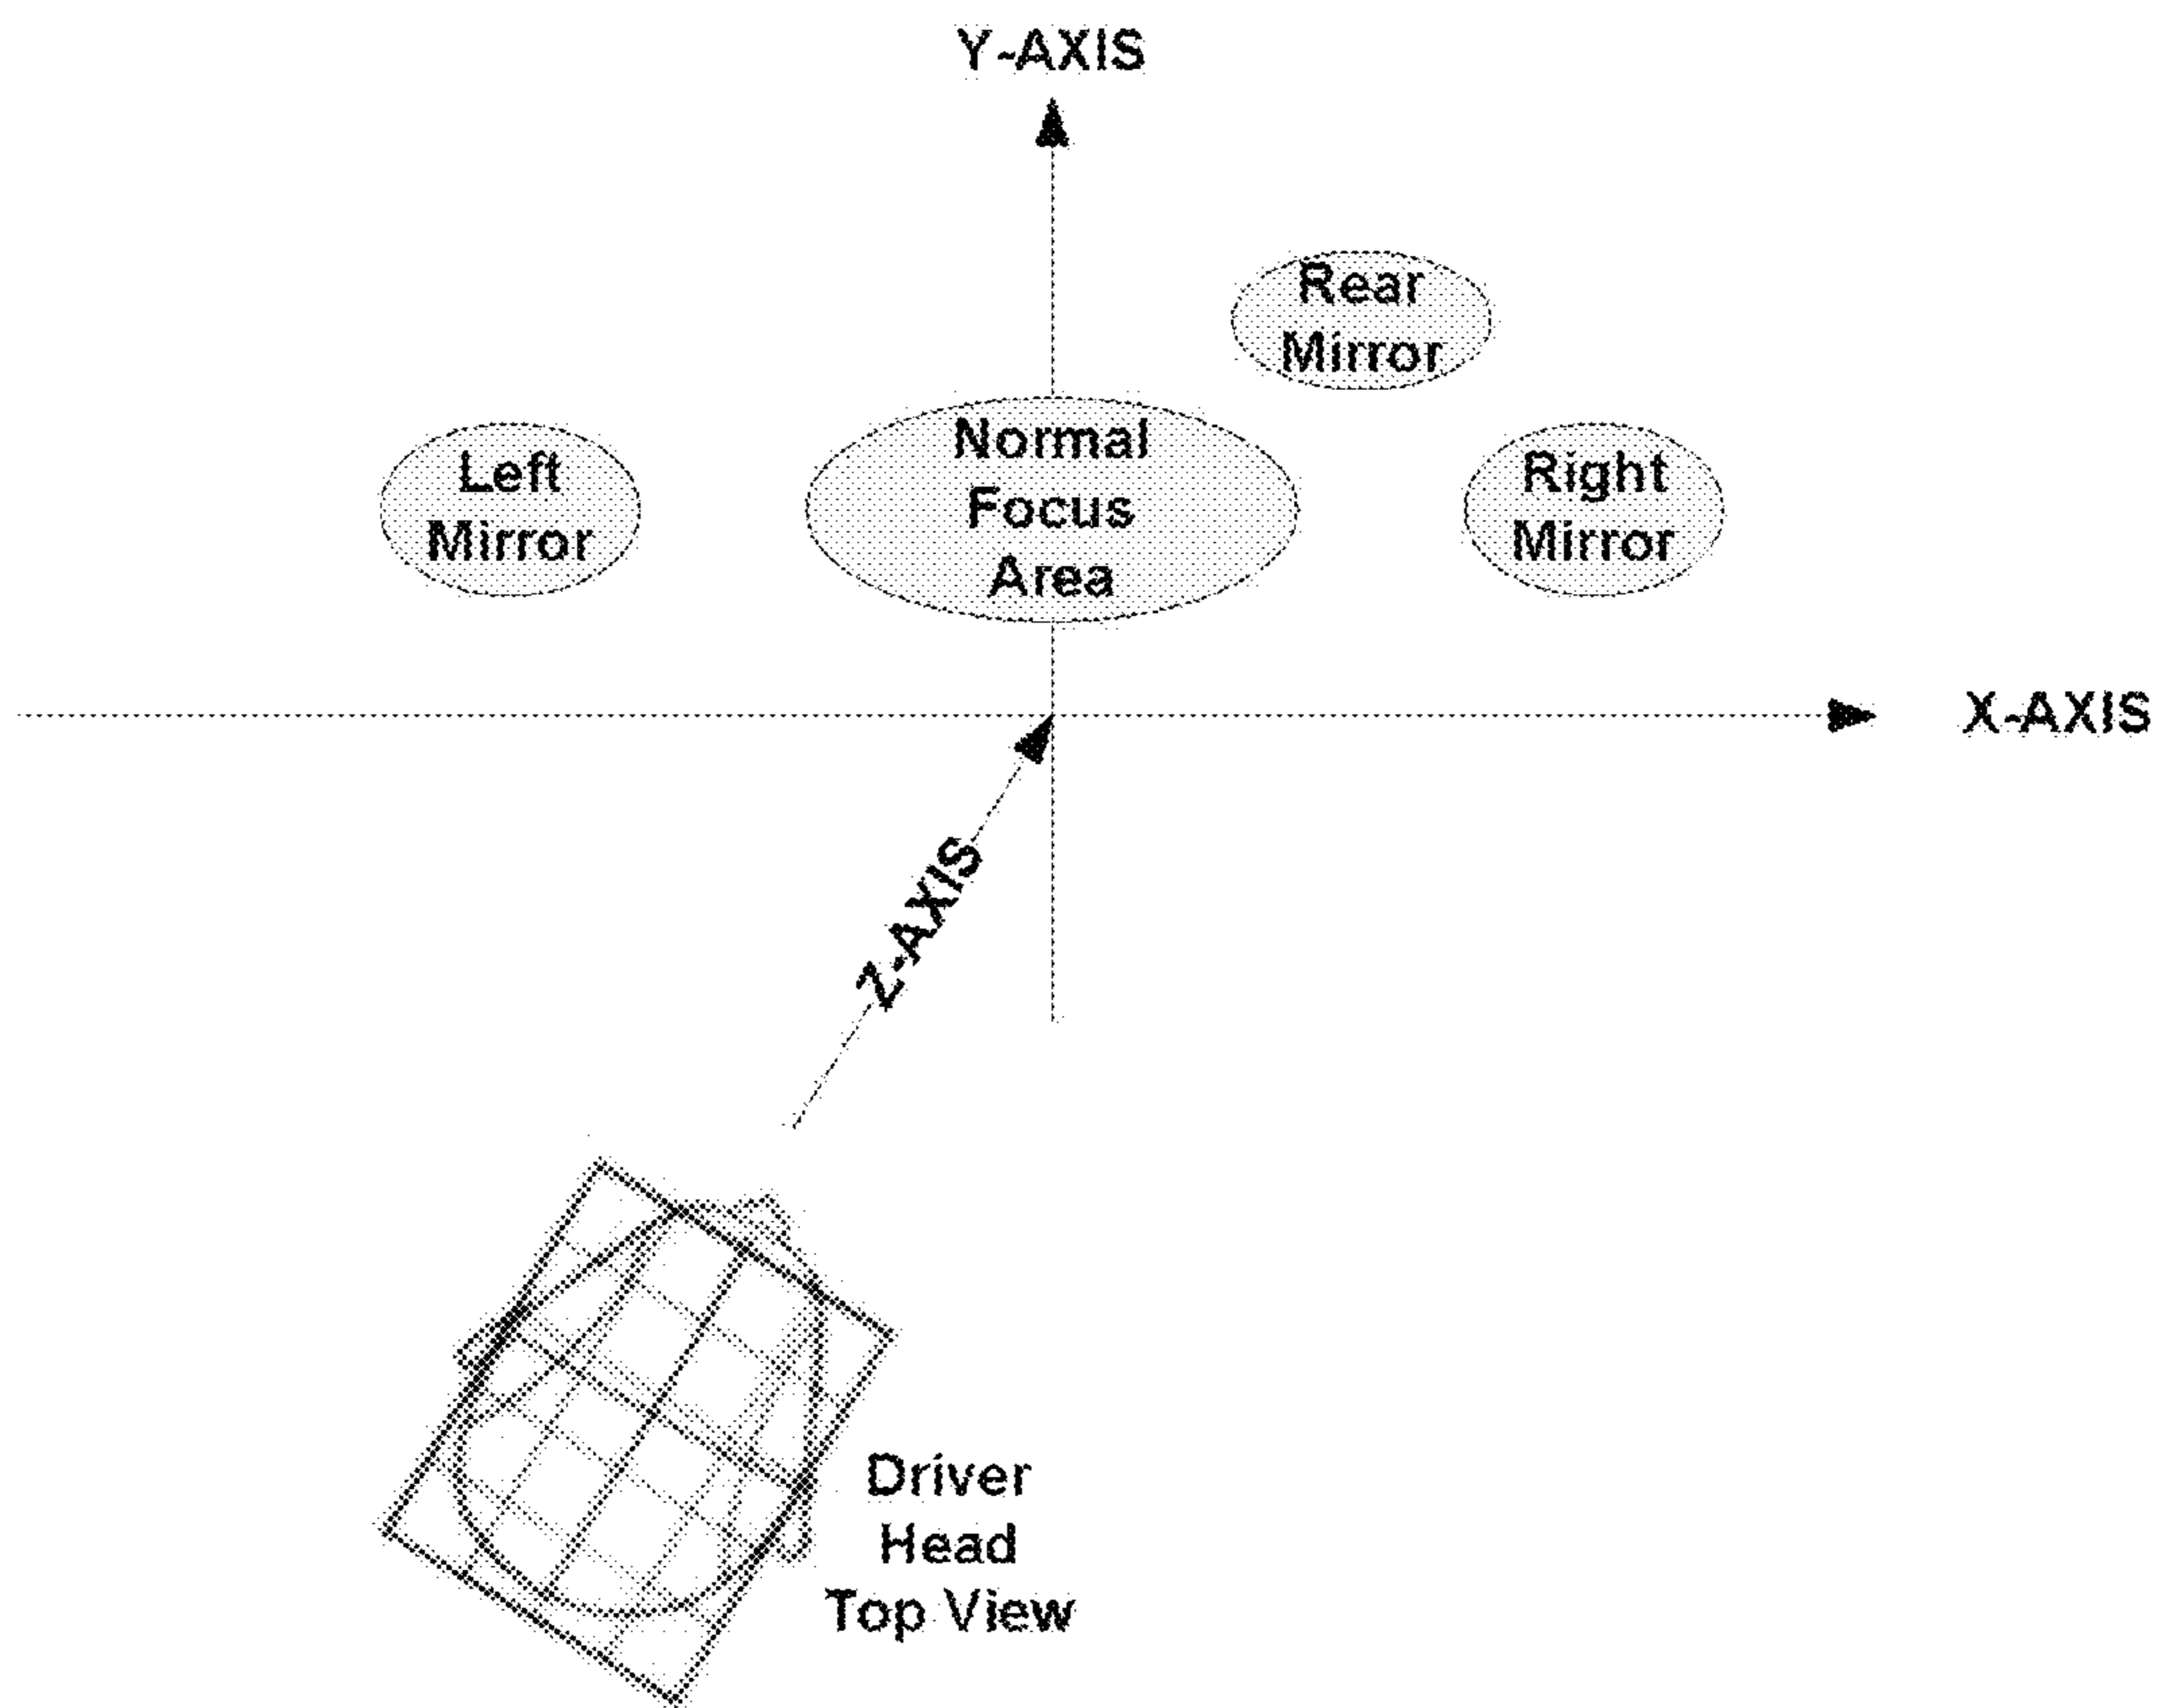 Y-AXIS
Rear
Mirror
Left
Mirror
Normal
Focus
Area
Right
Mirror
X-AXIS
Z-AXIS
Driver
Head
Top View